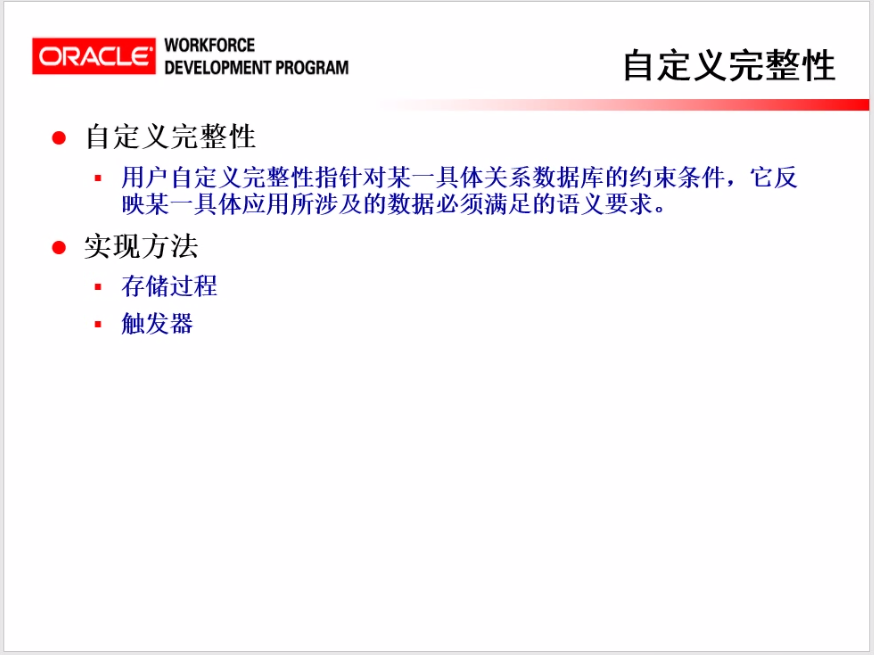 ORACLE
WORKFORCE
DEVELOPMENT PROGRAM
自定义完整性
自定义完整性
用户自定义完整性指针对某一具体关系数据库的约束条件，它反
映某一具体应用所涉及的数据必须满足的语义要求。
实现方法
存储过程
触发器